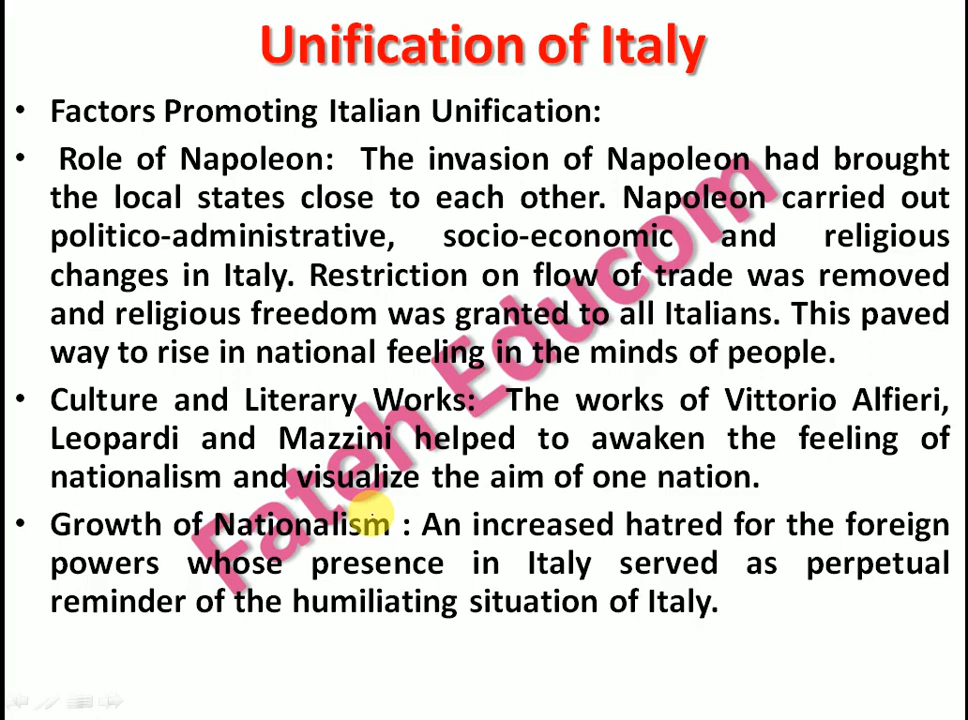 Unification of Italy
• Factors Promoting Italian Unification:
• Role of Napoleon: The invasion of Napoleon had brought
the local states close to each other. Napoleon carried out
politico-administrative, socio-economic and religious
changes in Italy. Restriction on flow of trade was removed
and religious freedom was granted to all Italians. This paved
way to rise in national feeling in the minds of people.
• Culture and Literary Works: The works of Vittorio Alfieri,
Leopardi and Mazzini helped to awaken the feeling of
nationalism and visualize the aim of one nation.
• Growth of Nationalism : An increased hatred for the foreign
powers whose presence in Italy served as perpetual
reminder of the humiliating situation of Italy.
Fateh Educom